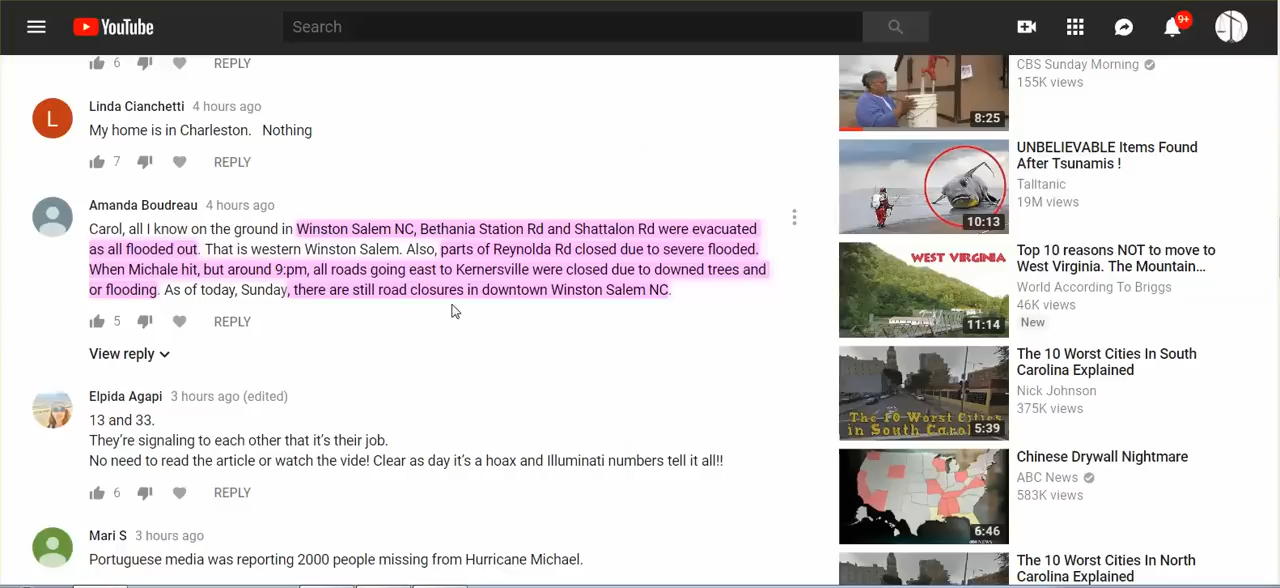 YouTube
Search
9+
6 REPLY
Linda Cianchetti 4 hours ago
My home is in Charleston. Nothing
7 REPLY
Amanda Boudreau 4 hours ago
Carol, all I know on the ground in Winston Salem NC, Bethania Station Rd and Shattalon Rd were evacuated
as all flooded out. That is western Winston Salem. Also, parts of Reynolda Rd closed due to severe flooded.
When Michale hit, but around 9:pm, all roads going east to Kernersville were closed due to downed trees and
or flooding. As of today, Sunday, there are still road closures in downtown Winston Salem NC.
5 REPLY
View reply
Elpida Agapi 3 hours ago (edited)
13 and 33.
They're signaling to each other that it's their job.
No need to read the article or watch the vide! Clear as day it's a hoax and Illuminati numbers tell it all!!
6 REPLY
Mari S 3 hours ago
Portuguese media was reporting 2000 people missing from Hurricane Michael.
CBS Sunday Morning
155K views
8:25
UNBELIEVABLE Items Found
After Tsunamis !
Talltanic
19M views
10:13
Top 10 reasons NOT to move to
West Virginia. The Mountain...
World According To Briggs
46K views
New
WEST VIRGINIA
11:14
The 10 Worst Cities In South
Carolina Explained
Nick Johnson
375K views
The 10 Worst Cities
in South Carol
5:39
Chinese Drywall Nightmare
ABC News
583K views
6:46
The 10 Worst Cities In North
Carolina Explained